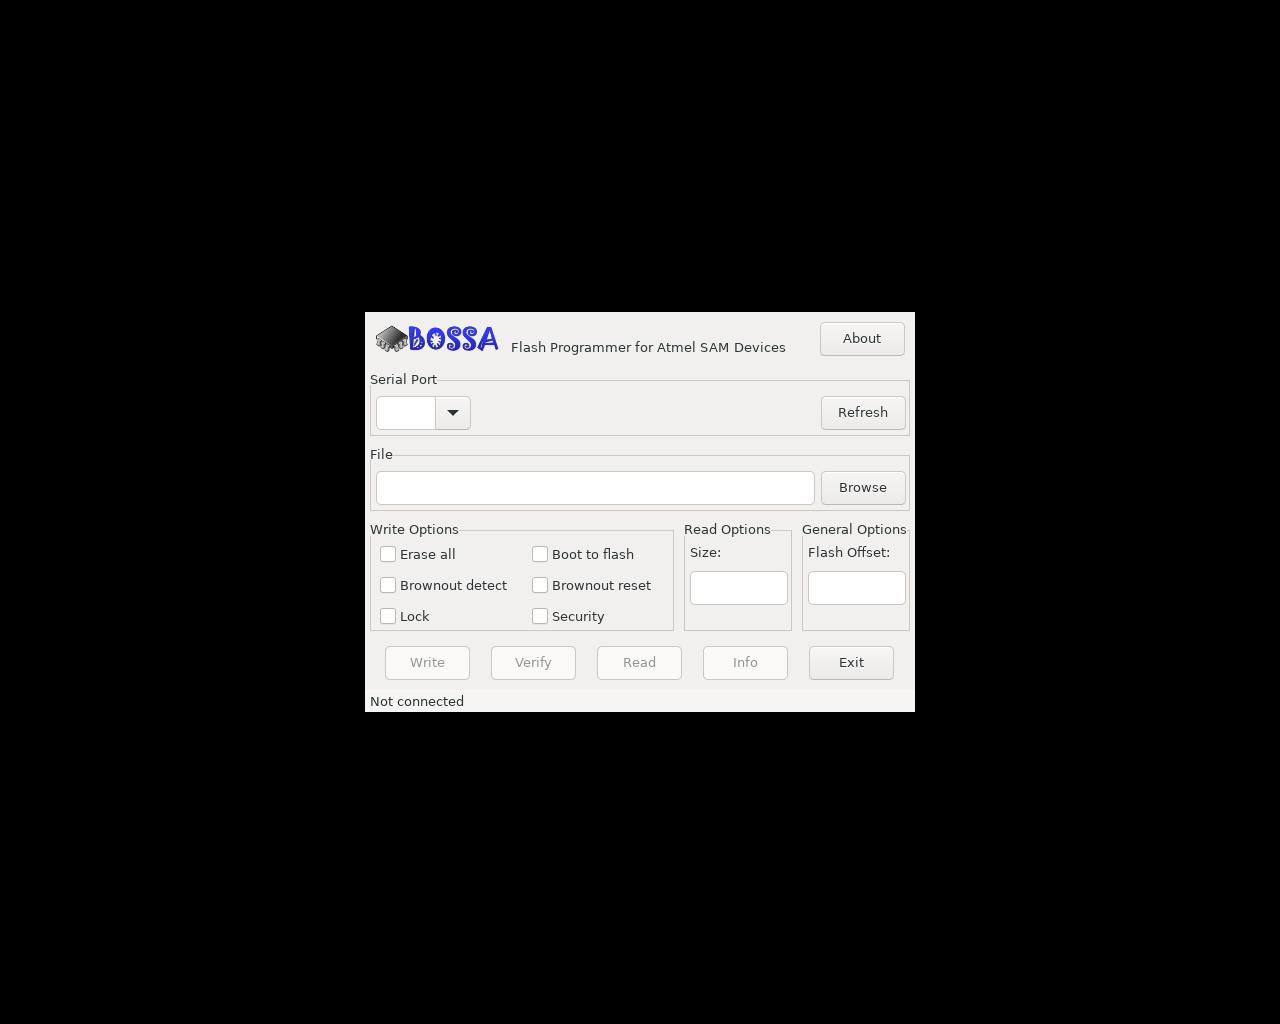 BOSSA Flash Programmer for Atmel SAM Devices About
Serial Port
Refresh
File
Browse
Write Options Read Options General Options
Erase all Boot to flash Size: Flash Offset:
Brownout detect Brownout reset
Lock Security
Write Verify Read Info Exit
Not connected